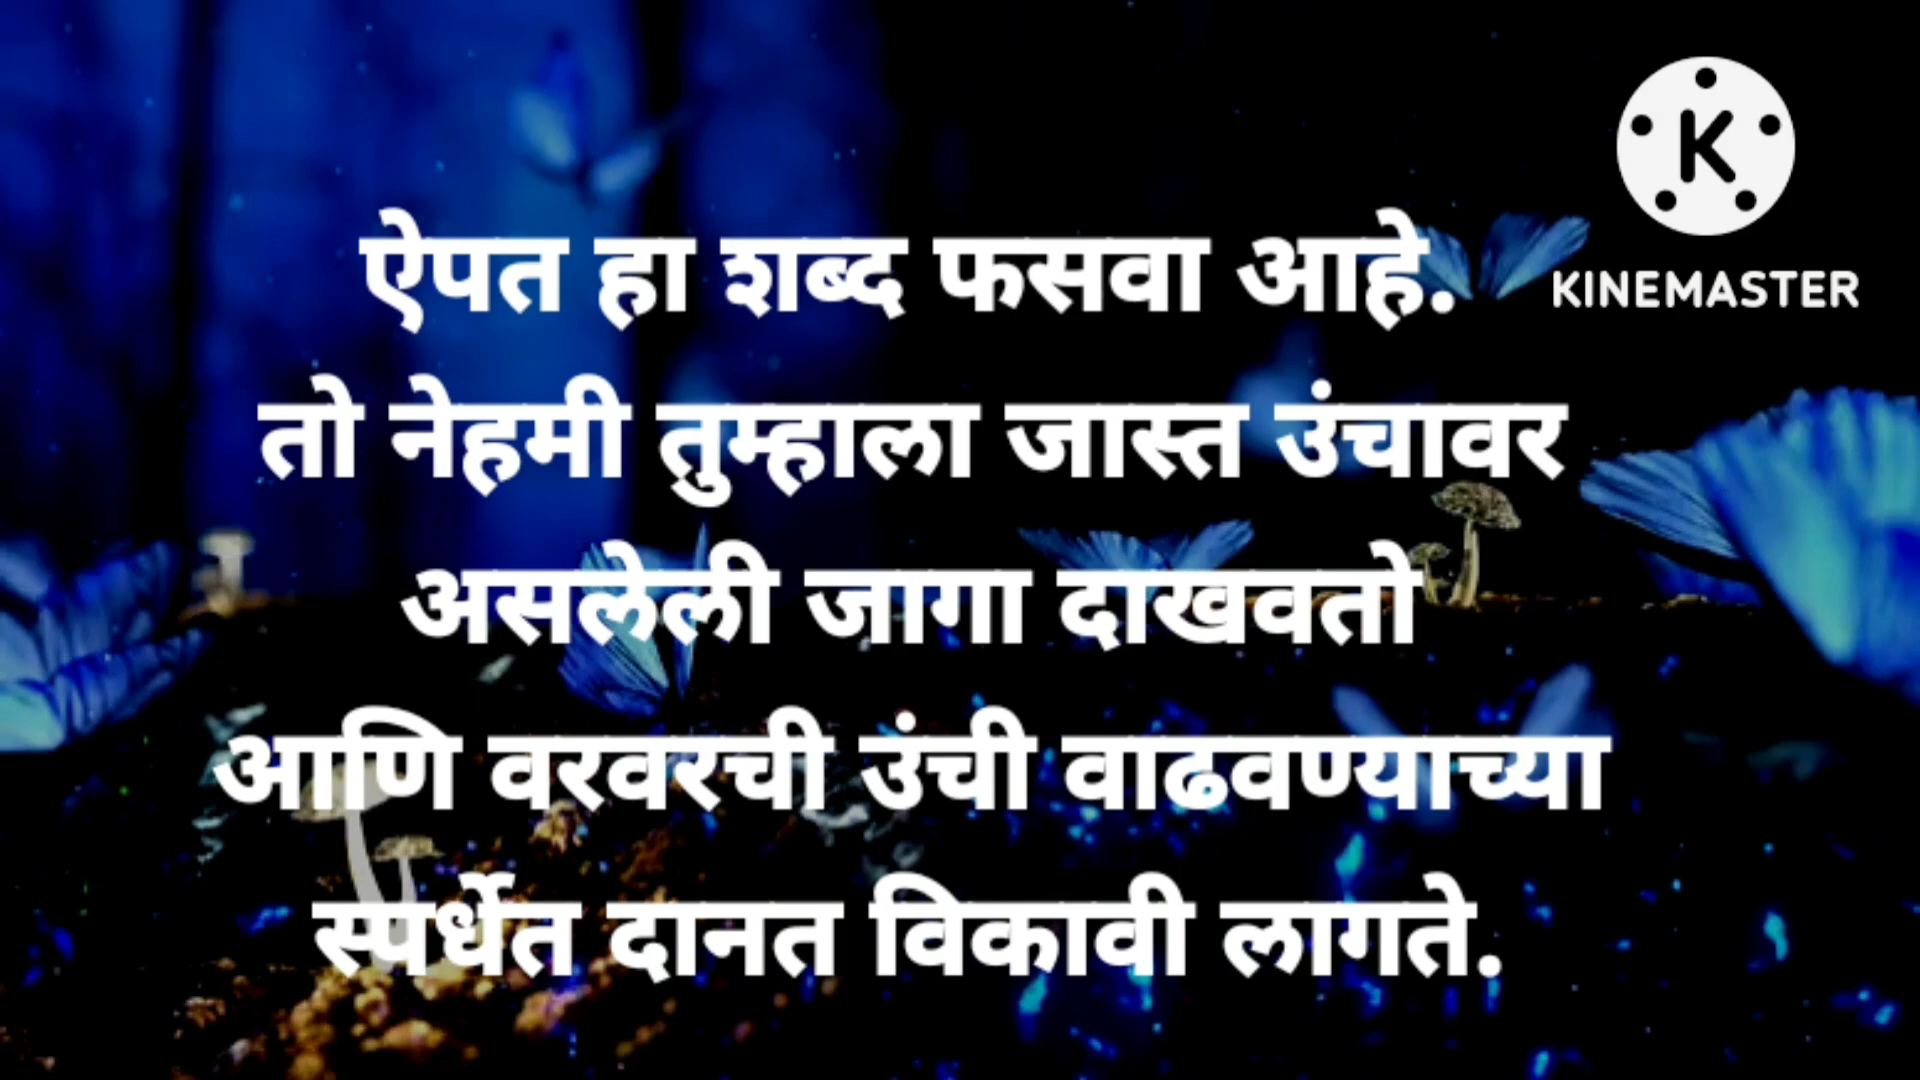 KINEMASTER
ऐपत हा शब्द फसवा आहे.
तो नेहमी तुम्हाला जास्त उंचावर
असलेली जागा दाखवतो
आणि वरवरची उंची वाढवण्याच्या
स्पर्धेत दानत विकावी लागते.